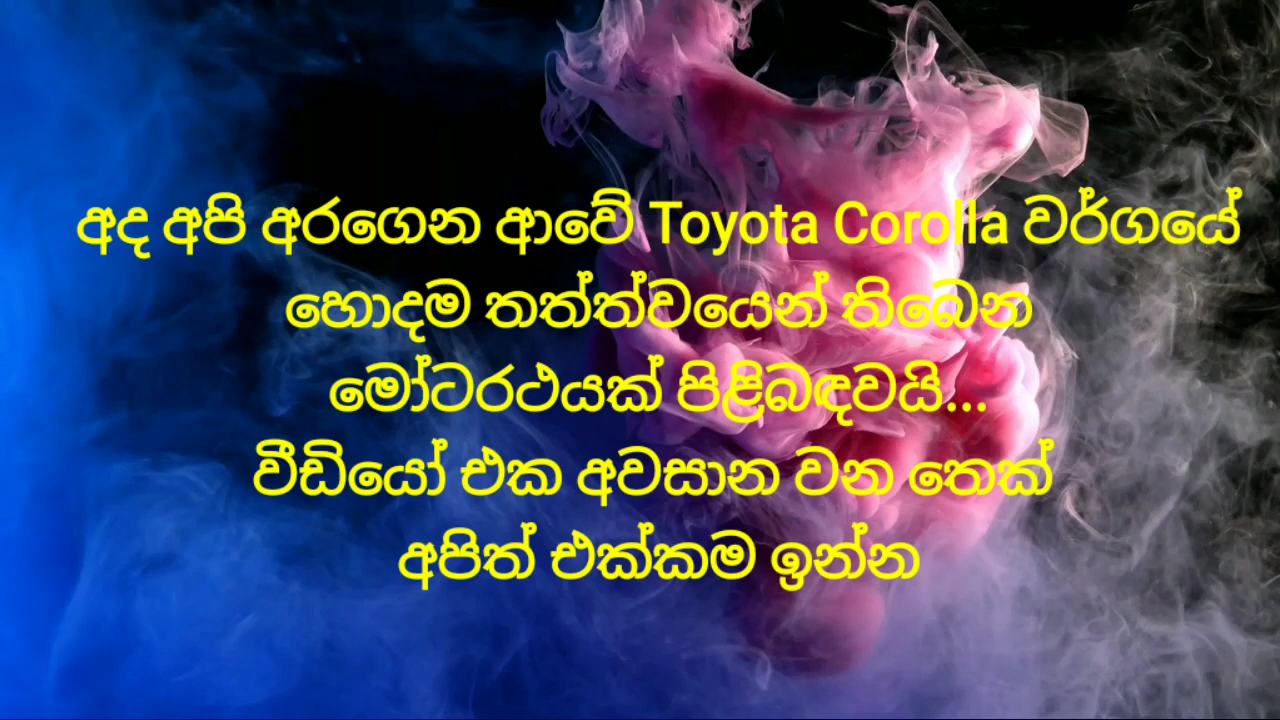 අද අපි අරගෙන ආවේ Toyota Corolla වර්ගයේ
හොදම තත්ත්වයෙන් තිබෙන
මෝටරථයක් පිළිබඳවයි...
වීඩියෝ එක අවසාන වන තෙක්
අපිත් එක්කම ඉන්න